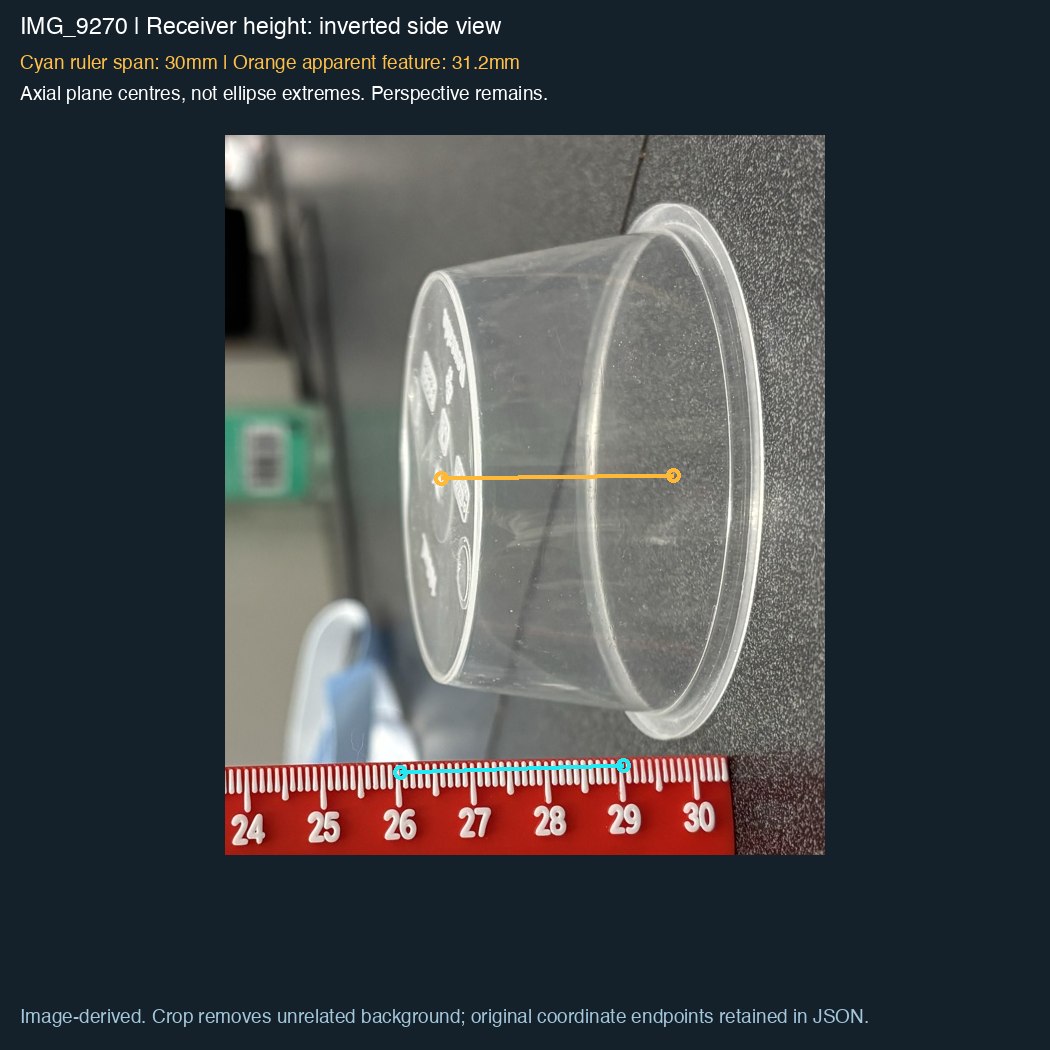 IMG_9270 | Receiver height: inverted side view
Cyan ruler span: 30mm | Orange apparent feature: 31.2mm
Axial plane centres, not ellipse extremes. Perspective remains.
24 25 26 27 28 29 30
Image-derived. Crop removes unrelated background; original coordinate endpoints retained in JSON.